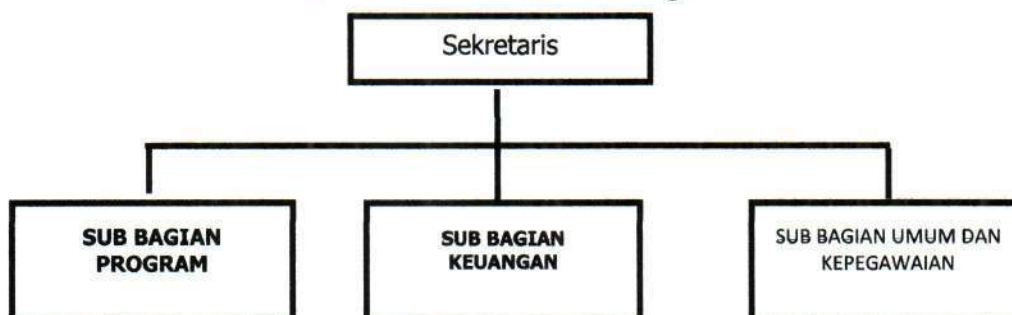 Sekretaris
SUB BAGIAN
PROGRAM
SUB BAGIAN
KEUANGAN
SUB BAGIAN UMUM DAN
KEPEGAWAIAN